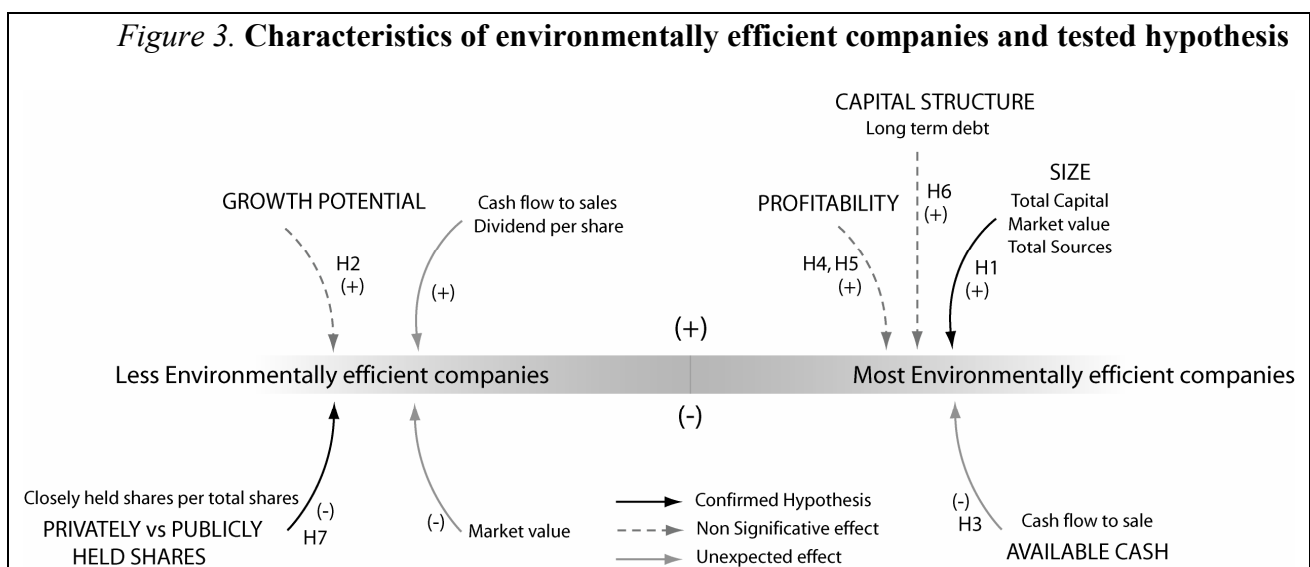 Figure 3. Characteristics of environmentally efficient companies and tested hypothesis
CAPITAL STRUCTURE
Long term debt
SIZE
Total Capital
Market value
Total Sources
GROWTH POTENTIAL
Cash flow to sales
Dividend per share
PROFITABILITY
H6
(+)
H2
(+)
(+)
H4, H5
(+)
H1
(+)
(+)
Less Environmentally efficient companies
Most Environmentally efficient companies
(-)
Closely held shares per total shares
PRIVATELY vs PUBLICLY
HELD SHARES
(-)
H7
(-)
Market value
Confirmed Hypothesis
Non Significative effect
Unexpected effect
(-)
H3
Cash flow to sale
AVAILABLE CASH